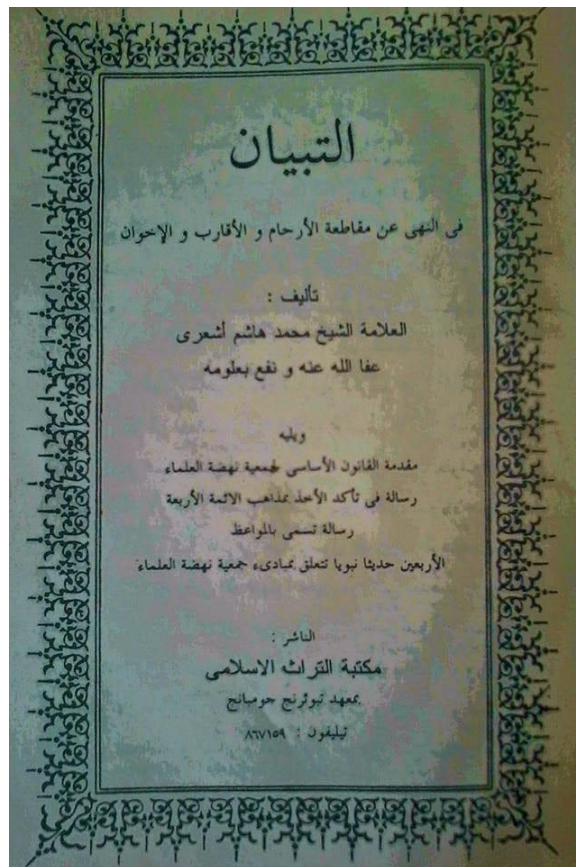 التبيان
فى النهى عن مقاطعة الأرحام و الأقارب و الإخوان
تأليف :
العلامة الشيخ محمد هاشم أشعرى
عفا الله عنه و نفع بعلومه
ويليه
مقدمة القانون الأساسى لجمعية نهضة العلماء
رسالة فى تأكد الأخذ بمذاهب الائمة الأربعة
رسالة تسمى بالمواعظ
الأربعين حديثا نبويا تتعلق بمبادىء جمعية نهضة العلماء
الناشر :
مكتبة التراث الاسلامى
بمعهد تبوئرنج جومبانج
تيليفون : ٨٦٧١٥٩